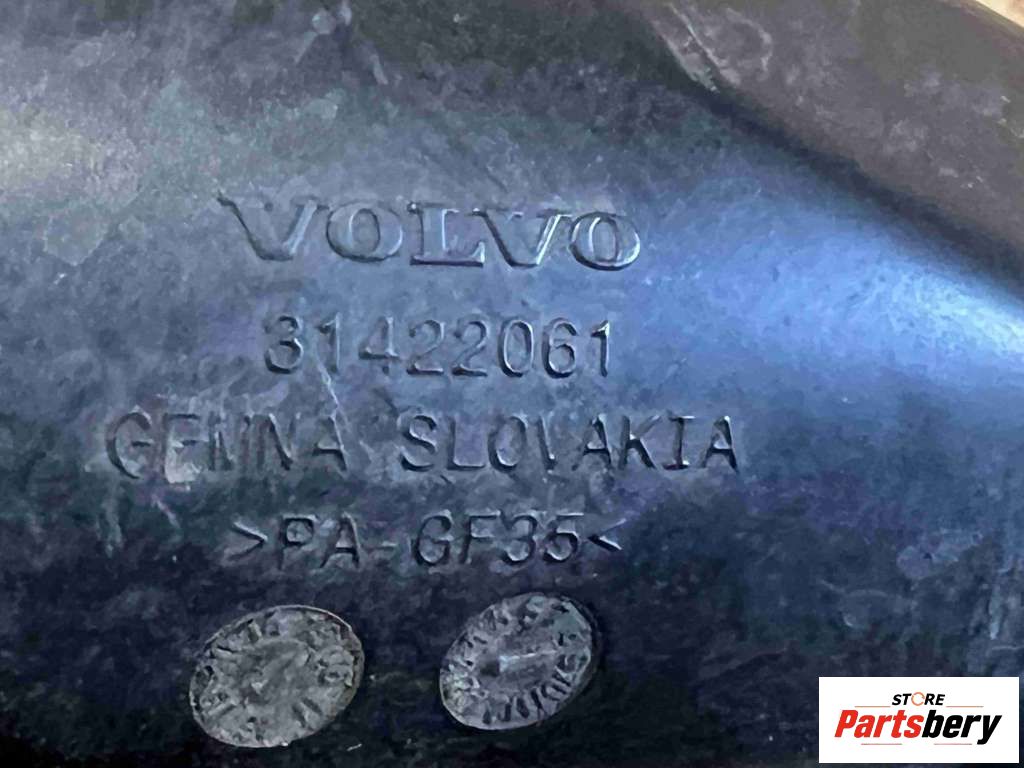 VOLVO
31422061
GEMNA SLOVAKIA
>PA-GF35<
STORE
Partsbery